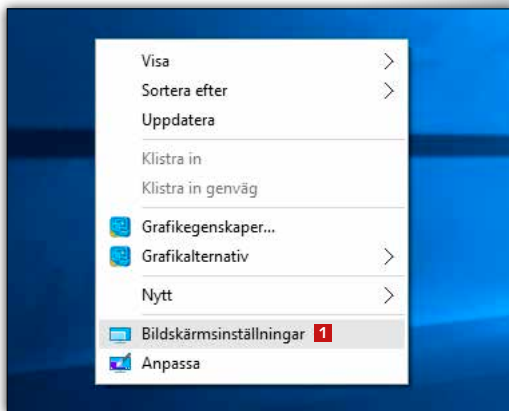 Visa
Sortera efter
Uppdatera
Klistra in
Klistra in genväg
Grafikegenskaper...
Grafikalternativ
Nytt
Bildskärmsinställningar 1
Anpassa